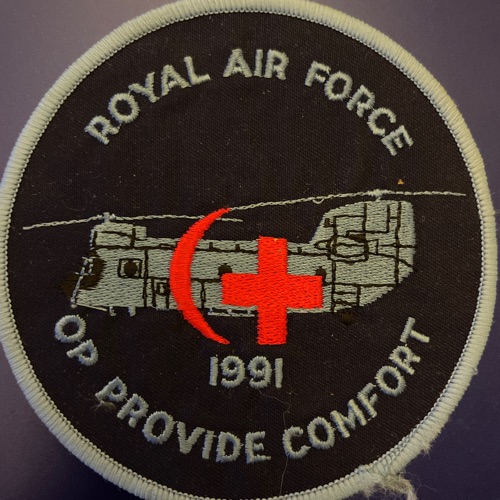 ROYAL AIR FORCE
1991
OP PROVIDE COMFORT